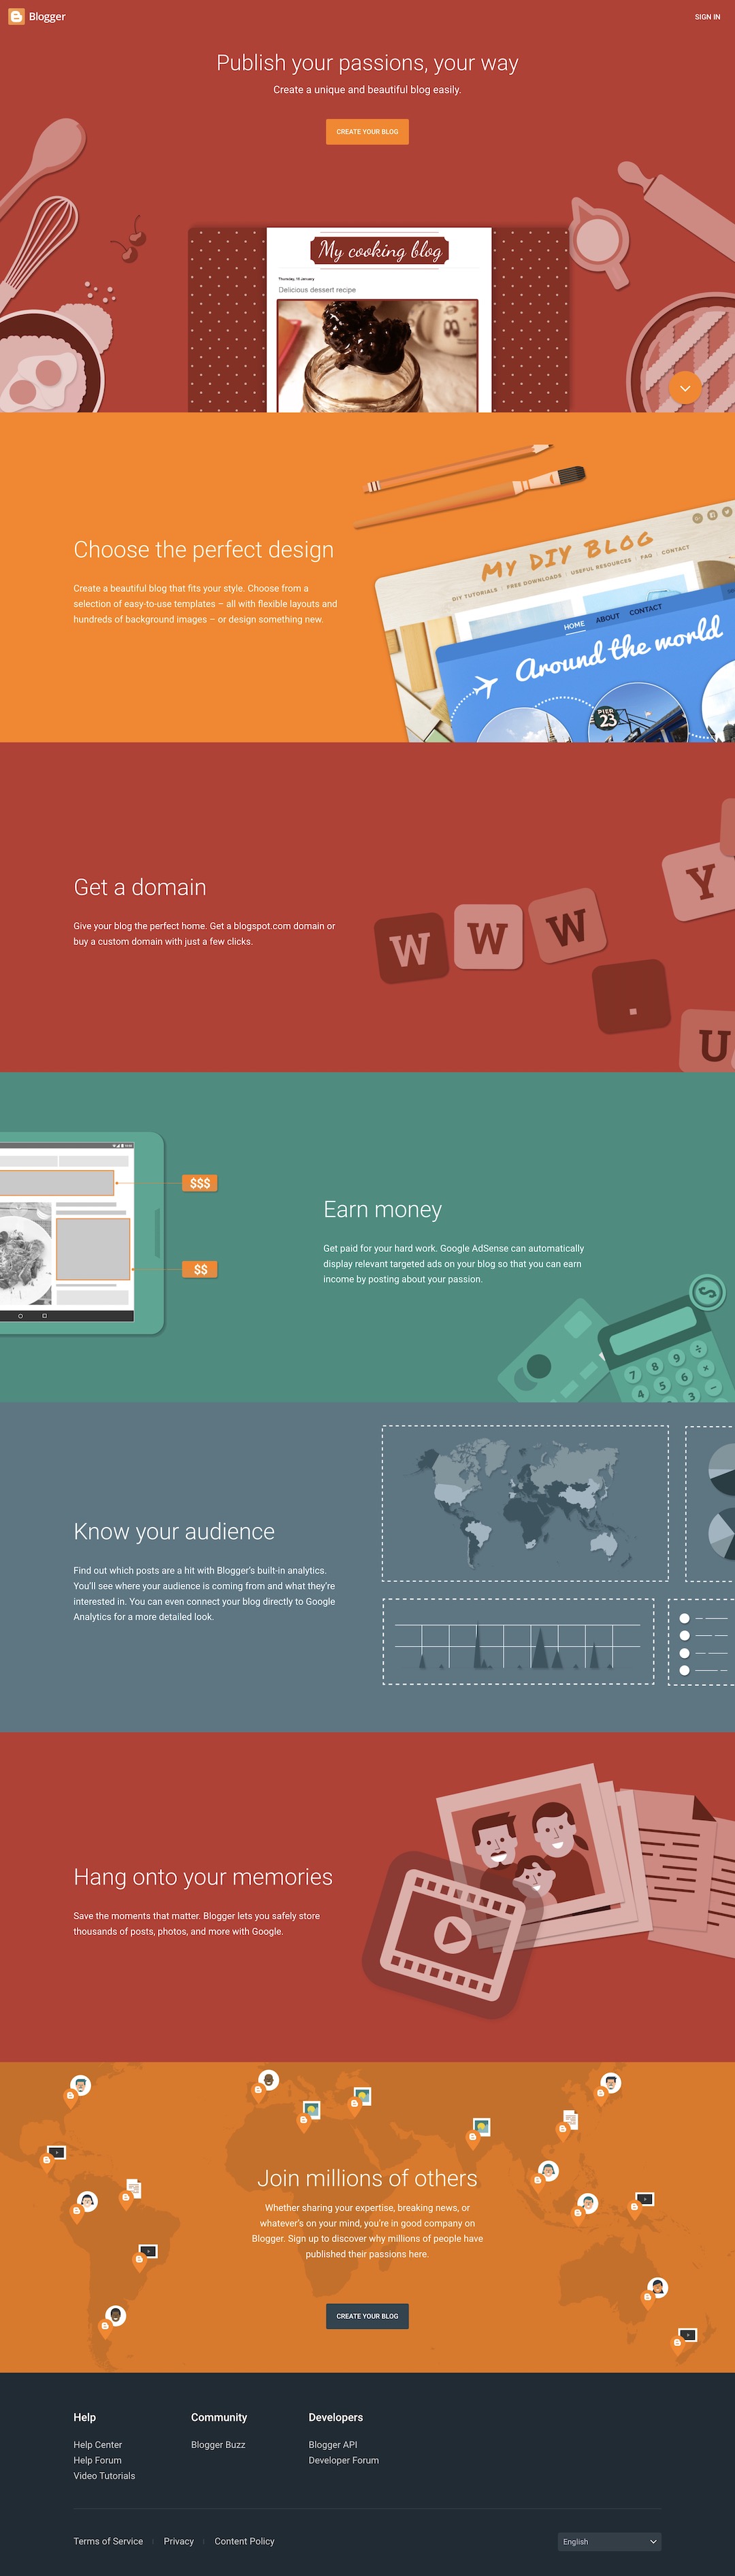 Blogger
SIGN IN
Publish your passions, your way
Create a unique and beautiful blog easily.
CREATE YOUR BLOG
My cooking blog
Thursday, 16 January
Delicious dessert recipe
Choose the perfect design
Create a beautiful blog that fits your style. Choose from a
selection of easy-to-use templates – all with flexible layouts and
hundreds of background images – or design something new.
MY DIY BLOG
DIY TUTORIALS FREE DOWNLOADS USEFUL RESOURCES FAQ CONTACT
HOME ABOUT CONTACT
Around the world
PIER
23
Get a domain
Give your blog the perfect home. Get a blogspot.com domain or
buy a custom domain with just a few clicks.
W W W . Y U
$$$
$$
Earn money
Get paid for your hard work. Google AdSense can automatically
display relevant targeted ads on your blog so that you can earn
income by posting about your passion.
$
7 8 9 ÷
4 5 6 ×
3 −
Know your audience
Find out which posts are a hit with Blogger's built-in analytics.
You'll see where your audience is coming from and what they're
interested in. You can even connect your blog directly to Google
Analytics for a more detailed look.
Hang onto your memories
Save the moments that matter. Blogger lets you safely store
thousands of posts, photos, and more with Google.
Join millions of others
Whether sharing your expertise, breaking news, or
whatever's on your mind, you're in good company on
Blogger. Sign up to discover why millions of people have
published their passions here.
CREATE YOUR BLOG
Help
Help Center
Help Forum
Video Tutorials
Community
Blogger Buzz
Developers
Blogger API
Developer Forum
Terms of Service | Privacy | Content Policy
English